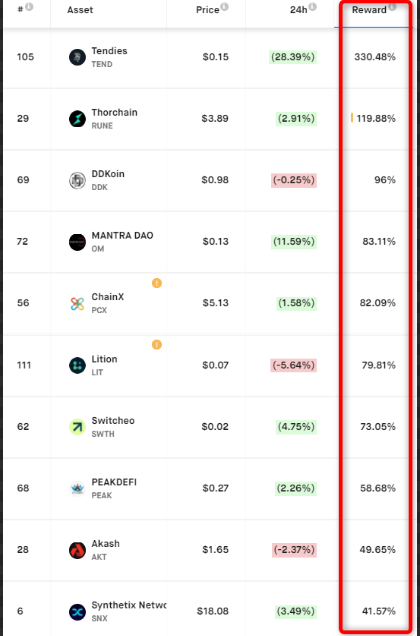 # Asset Price 24h Reward
105 Tendies $0.15 (28.39%) 330.48%
TEND
29 Thorchain $3.89 (2.91%) 119.88%
RUNE
69 DDKoin $0.98 (-0.25%) 96%
DDK
72 MANTRA DAO $0.13 (11.59%) 83.11%
OM
56 ChainX $5.13 (1.58%) 82.09%
PCX
111 Lition $0.07 (-5.64%) 79.81%
LIT
62 Switcheo $0.02 (4.75%) 73.05%
SWTH
68 PEAKDEFI $0.27 (2.26%) 58.68%
PEAK
28 Akash $1.65 (-2.37%) 49.65%
AKT
6 Synthetix Netwc $18.08 (3.49%) 41.57%
SNX